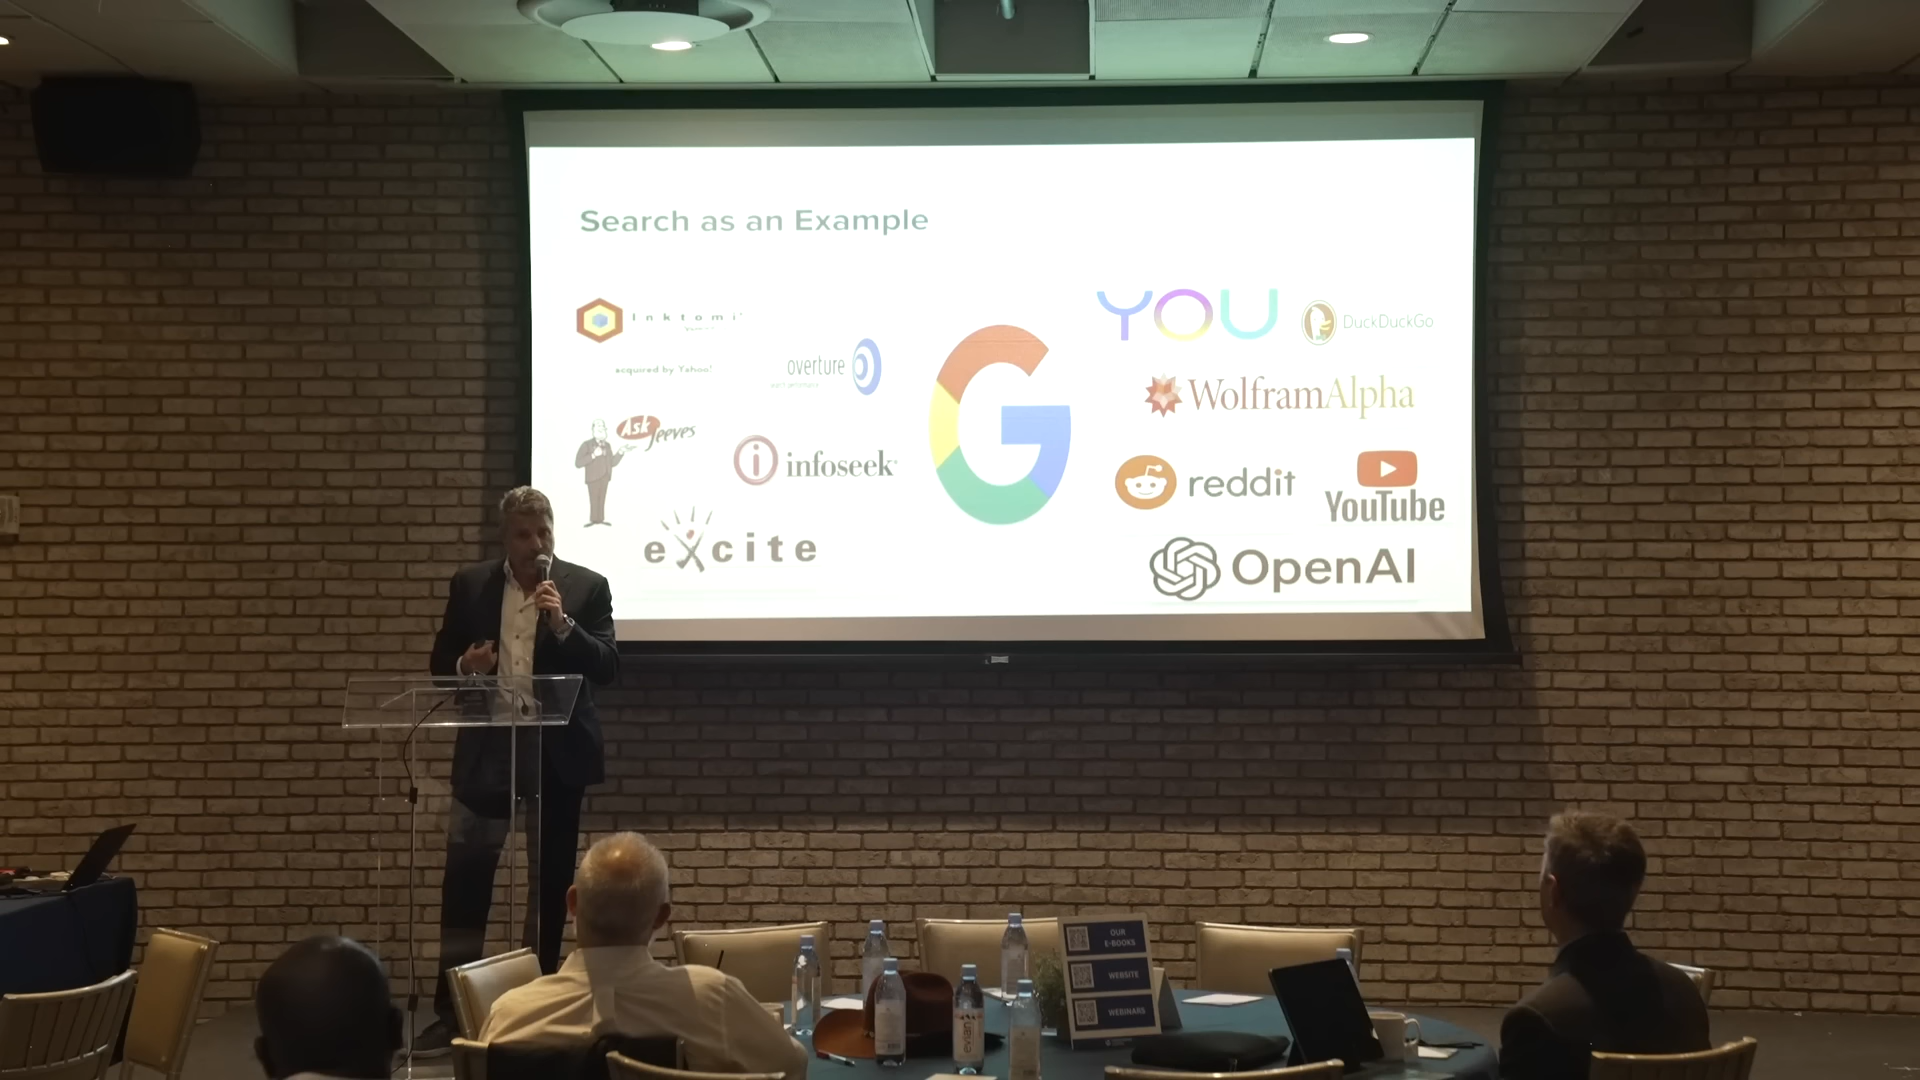 Search as an Example
Inktomi
acquired by Yahoo!
overture
Ask
Jeeves
infoseek
excite
G
YOU
DuckDuckGo
WolframAlpha
reddit
YouTube
OpenAI
OUR
E-BOOKS
WEBSITE
WEBINARS
evian